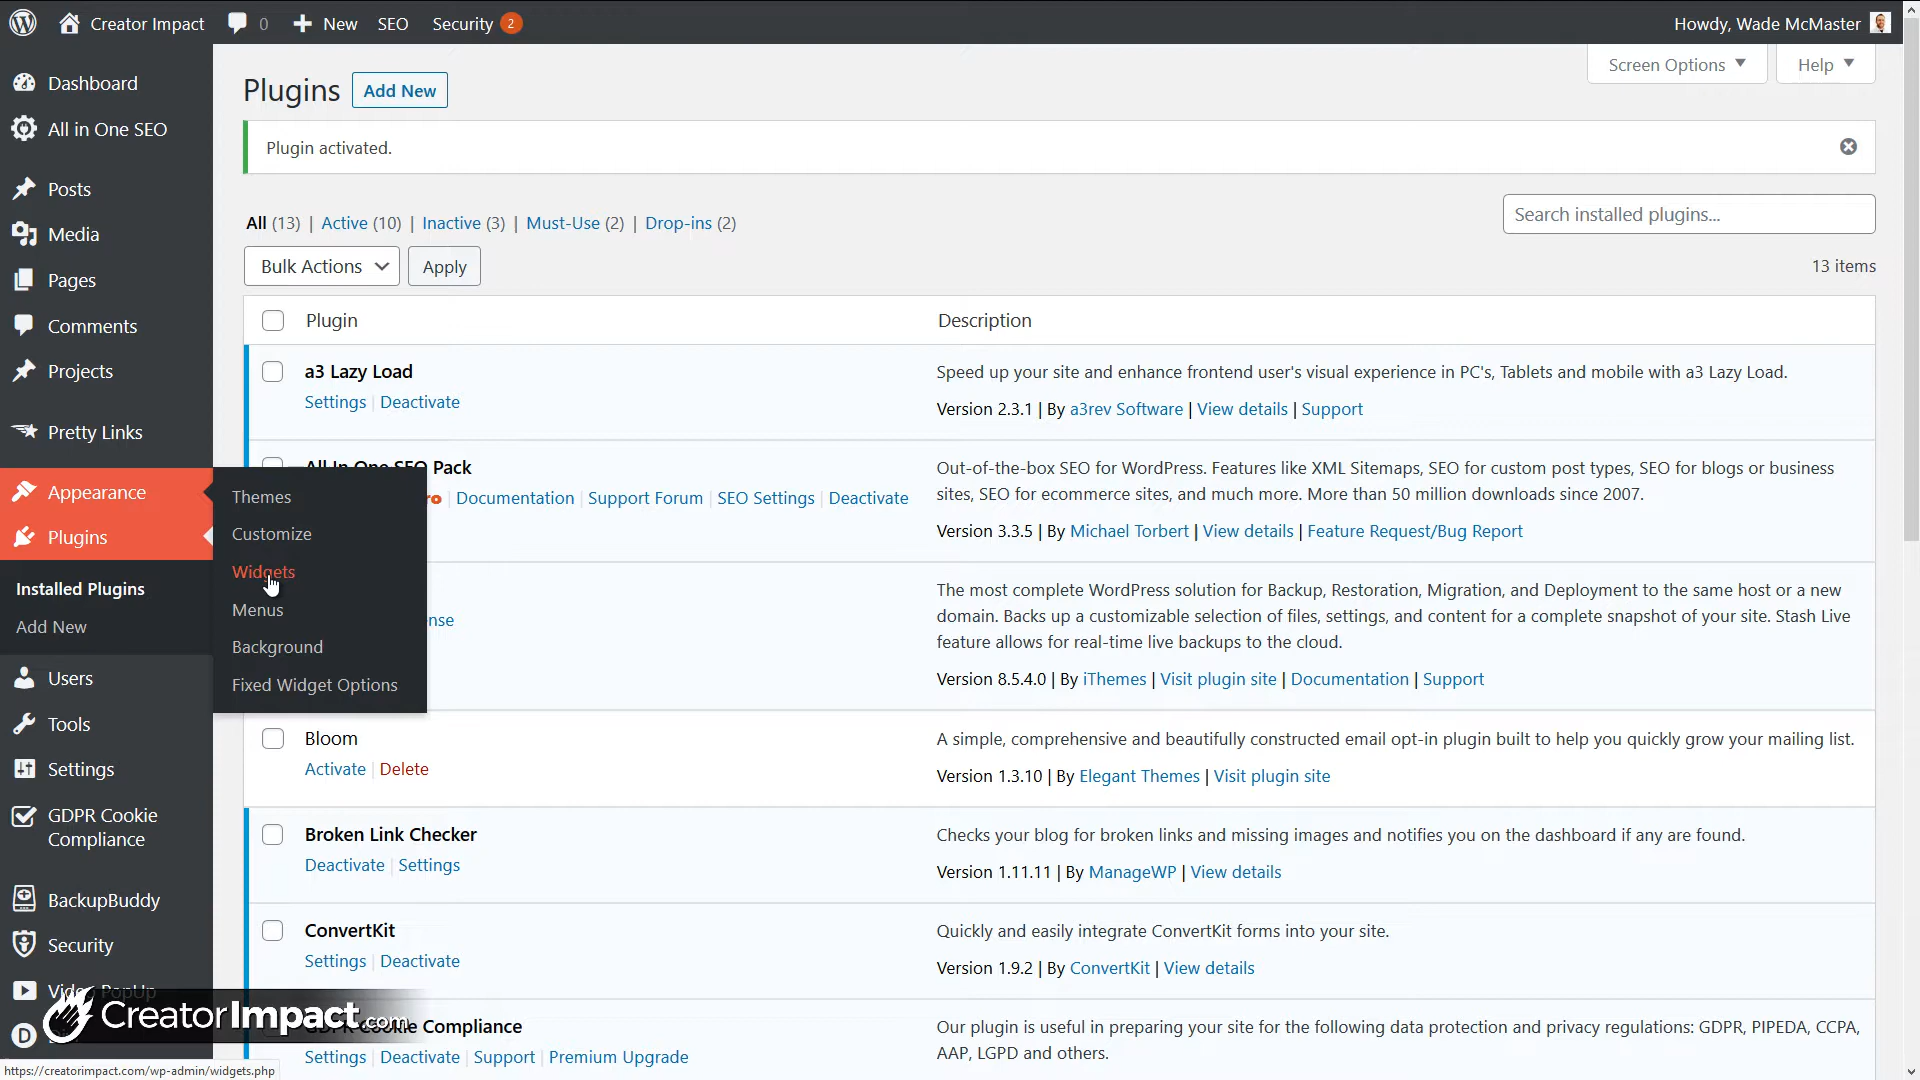 Creator Impact 0 New SEO Security 2 Howdy, Wade McMaster
Dashboard
All in One SEO
Posts
Media
Pages
Comments
Projects
Pretty Links
Appearance
Plugins
Installed Plugins
Add New
Users
Tools
Settings
GDPR Cookie
Compliance
BackupBuddy
Security
Video PopUp
D
Themes
Customize
Widgets
Menus
Background
Fixed Widget Options
Screen Options Help
Plugins Add New
Plugin activated.
All (13) | Active (10) | Inactive (3) | Must-Use (2) | Drop-ins (2)
Search installed plugins...
Bulk Actions Apply 13 items
Plugin Description
a3 Lazy Load
Settings | Deactivate
Speed up your site and enhance frontend user's visual experience in PC's, Tablets and mobile with a3 Lazy Load.
Version 2.3.1 | By a3rev Software | View details | Support
All In One SEO Pack
ro | Documentation | Support Forum | SEO Settings | Deactivate
Out-of-the-box SEO for WordPress. Features like XML Sitemaps, SEO for custom post types, SEO for blogs or business
sites, SEO for ecommerce sites, and much more. More than 50 million downloads since 2007.
Version 3.3.5 | By Michael Torbert | View details | Feature Request/Bug Report
nse
The most complete WordPress solution for Backup, Restoration, Migration, and Deployment to the same host or a new
domain. Backs up a customizable selection of files, settings, and content for a complete snapshot of your site. Stash Live
feature allows for real-time live backups to the cloud.
Version 8.5.4.0 | By iThemes | Visit plugin site | Documentation | Support
Bloom
Activate | Delete
A simple, comprehensive and beautifully constructed email opt-in plugin built to help you quickly grow your mailing list.
Version 1.3.10 | By Elegant Themes | Visit plugin site
Broken Link Checker
Deactivate | Settings
Checks your blog for broken links and missing images and notifies you on the dashboard if any are found.
Version 1.11.11 | By ManageWP | View details
ConvertKit
Settings | Deactivate
Quickly and easily integrate ConvertKit forms into your site.
Version 1.9.2 | By ConvertKit | View details
GDPR Cookie Compliance
Settings | Deactivate | Support | Premium Upgrade
Our plugin is useful in preparing your site for the following data protection and privacy regulations: GDPR, PIPEDA, CCPA,
AAP, LGPD and others.
CreatorImpact.com
https://creatorimpact.com/wp-admin/widgets.php